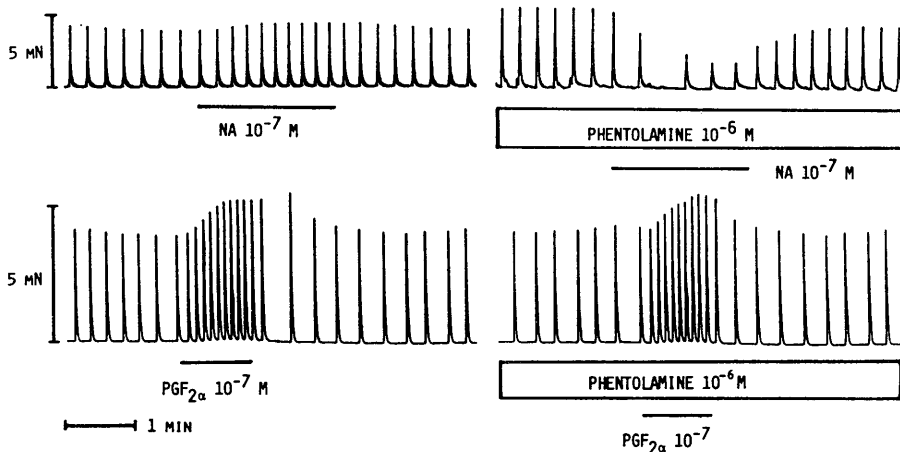 5 mN
NA 10⁻⁷ M
PHENTOLAMINE 10⁻⁶ M
NA 10⁻⁷ M
5 mN
PGF₂α 10⁻⁷ M
PHENTOLAMINE 10⁻⁶ M
1 MIN
PGF₂α 10⁻⁷